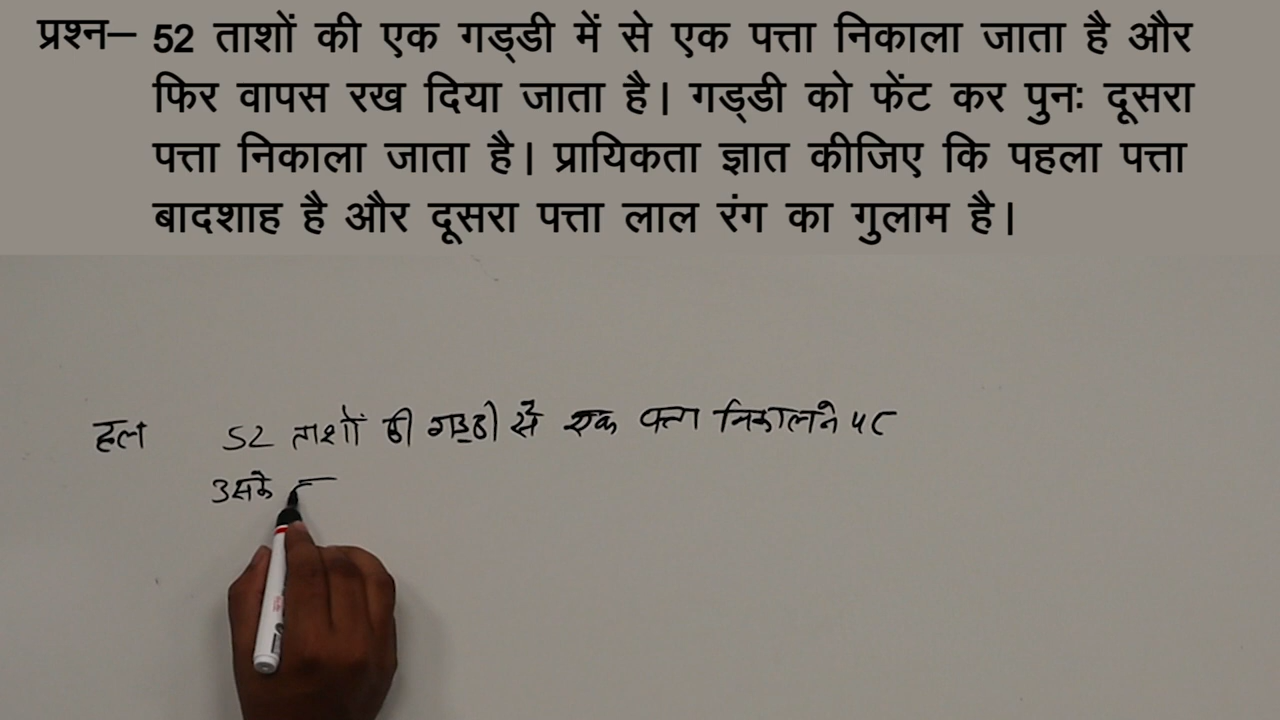 प्रश्न– 52 ताशों की एक गड्डी में से एक पत्ता निकाला जाता है और
फिर वापस रख दिया जाता है। गड्डी को फेंट कर पुनः दूसरा
पत्ता निकाला जाता है। प्रायिकता ज्ञात कीजिए कि पहला पत्ता
बादशाह है और दूसरा पत्ता लाल रंग का गुलाम है।
हल 52 ताशों की गड्डी से एक पत्ता निकालने पर
उसके